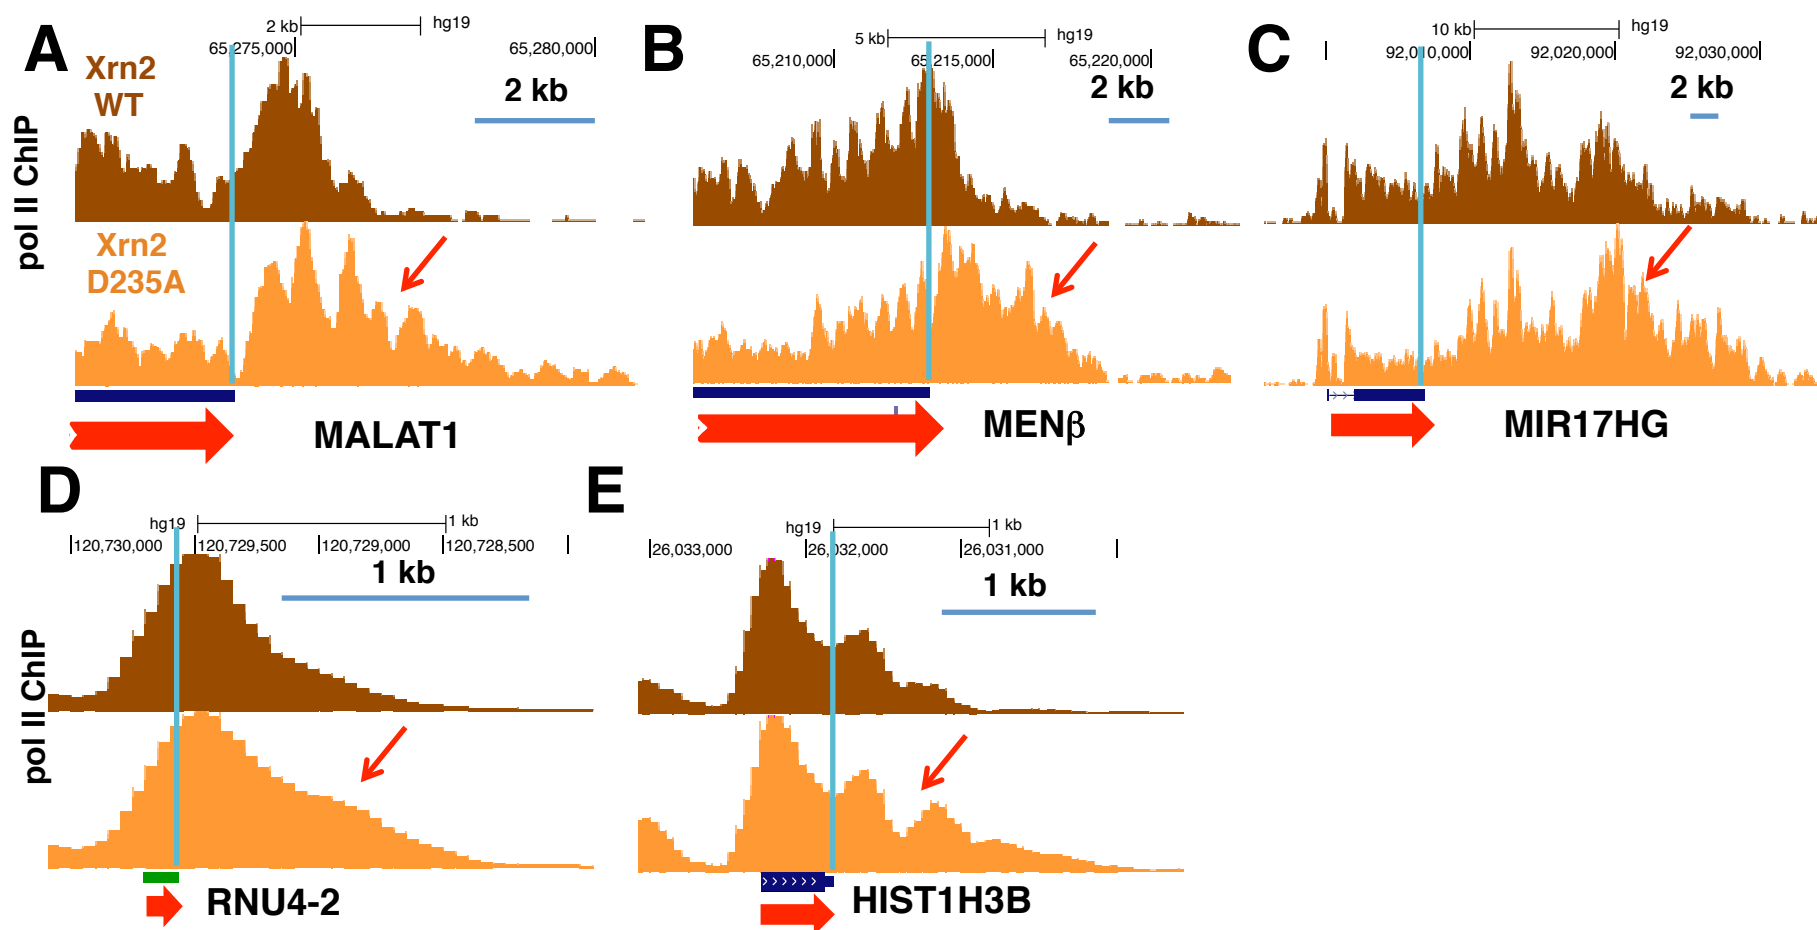 A
2 kb
hg19
65,275,000
65,280,000
Xrn2
WT
2 kb
pol II ChIP
Xrn2
D235A
MALAT1
B
5 kb
hg19
65,210,000
65,215,000
65,220,000
2 kb
MENβ
C
10 kb
hg19
92,010,000
92,020,000
92,030,000
2 kb
MIR17HG
D
hg19
1 kb
120,730,000
120,729,500
120,729,000
120,728,500
1 kb
pol II ChIP
RNU4-2
E
hg19
1 kb
26,033,000
26,032,000
26,031,000
1 kb
HIST1H3B